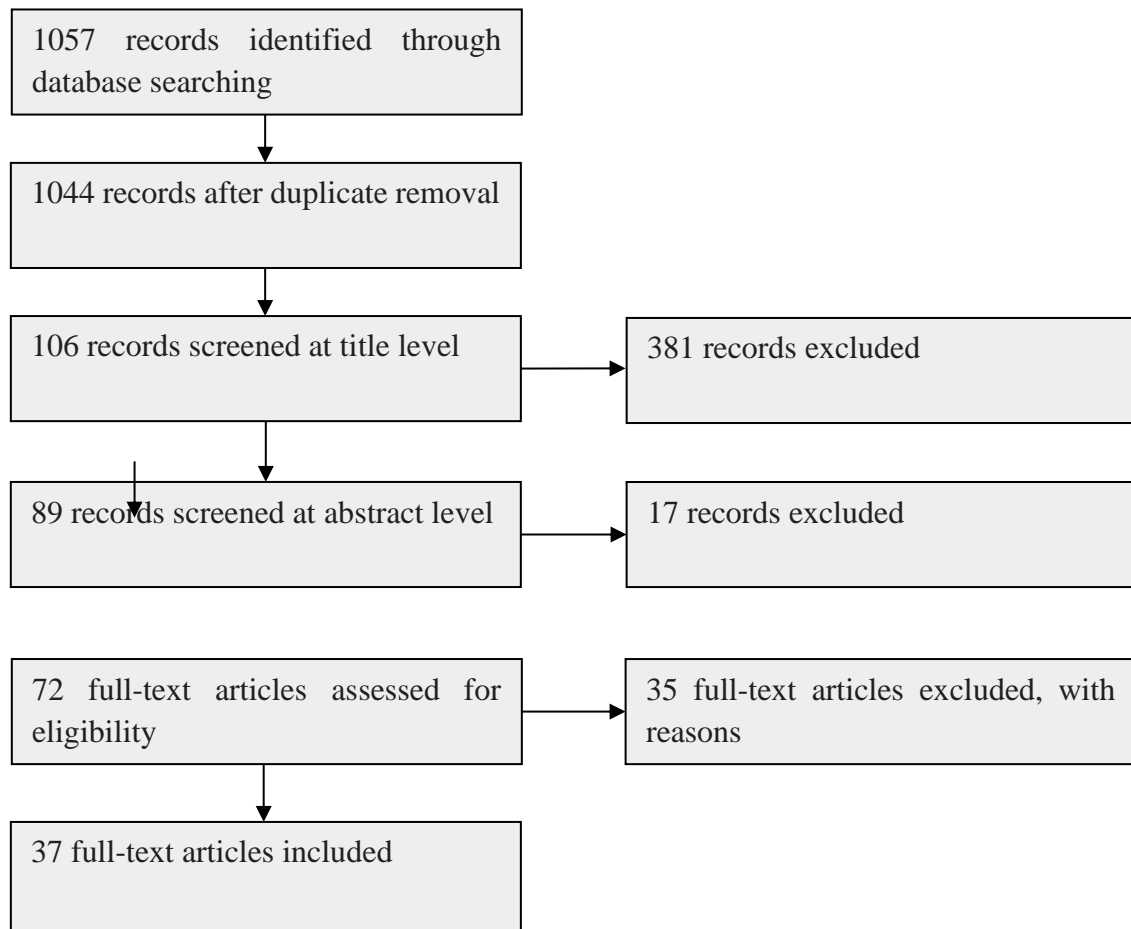 1057 records identified through
database searching
1044 records after duplicate removal
106 records screened at title level
381 records excluded
89 records screened at abstract level
17 records excluded
72 full-text articles assessed for
eligibility
35 full-text articles excluded, with
reasons
37 full-text articles included